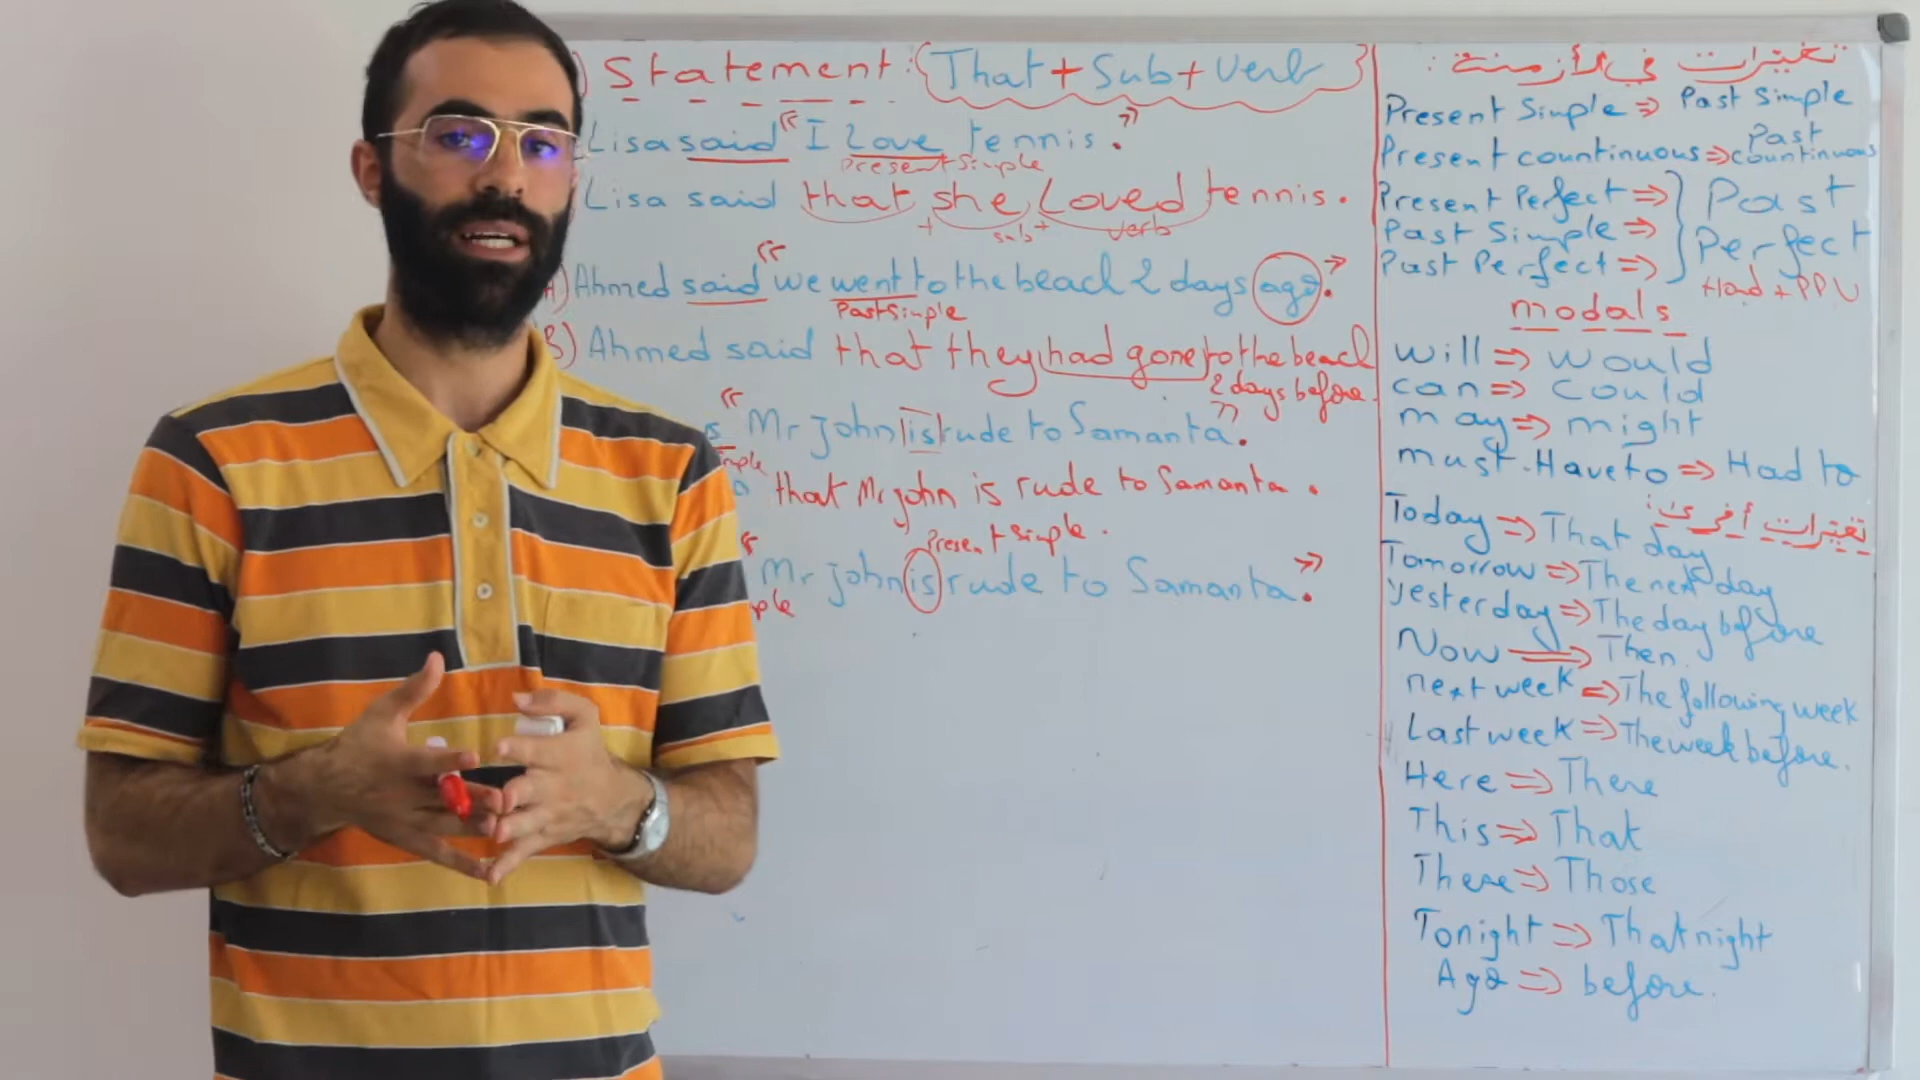 ) Statement: That + Sub + Verb
Lisa said “I Love tennis.”
Present Simple
Lisa said that she Loved tennis.
+ sub + verb
) Ahmed said “we went to the beach 2 days ago.”
Past Simple
B) Ahmed said that they had gone to the beach
2 days before.
s “Mr John is rude to Samanta.”
mple
that Mr John is rude to Samanta.
Present Simple.
“Mr John is rude to Samanta.”
ple
تغيرات في لأزمنة:
Present Simple => Past Simple
Present countinuous => Past countinuous
Present Perfect =>
Past Simple =>
Past Perfect =>
Past Perfect
Had + PPV
modals
will => would
can => could
may => might
must - Have to => Had to
تغيرات أخرى:
Today => That day
Tomorrow => The next day
yesterday => The day before
Now => Then.
next week => The following week
Last week => The week before.
Here => There
This => That
These => Those
Tonight => That night
Ago => before.